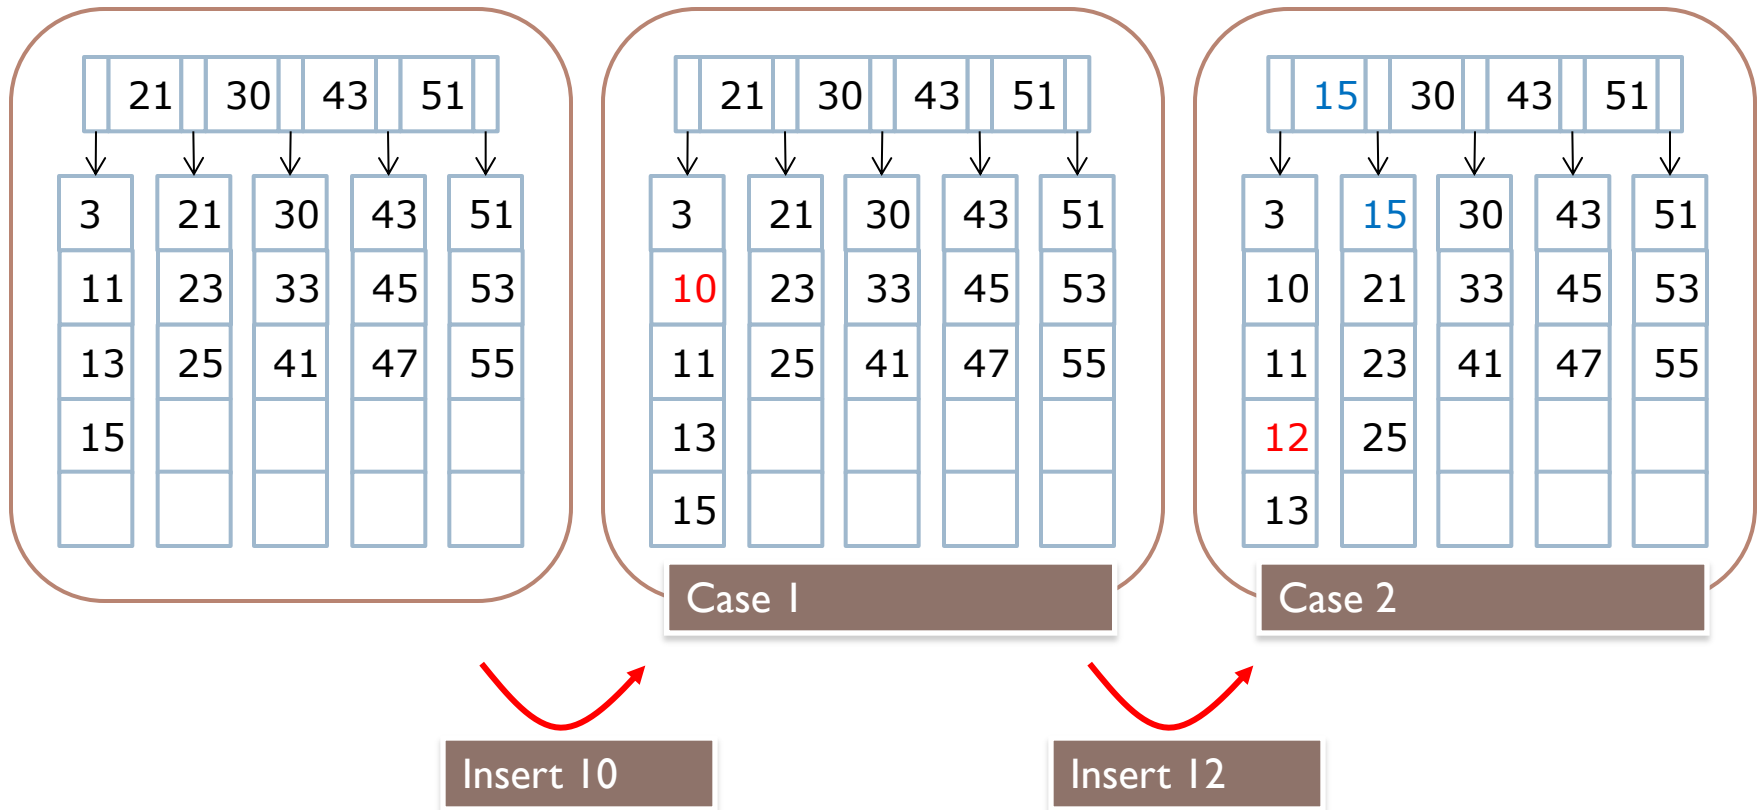 21 30 43 51
3 21 30 43 51
11 23 33 45 53
13 25 41 47 55
15
21 30 43 51
3 21 30 43 51
10 23 33 45 53
11 25 41 47 55
13
15
Case 1
15 30 43 51
3 15 30 43 51
10 21 33 45 53
11 23 41 47 55
12 25
13
Case 2
Insert 10
Insert 12